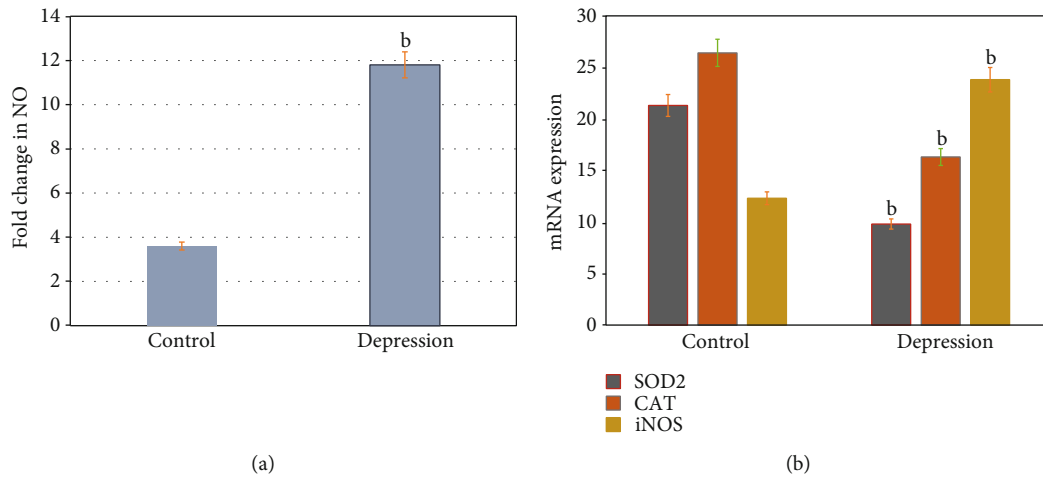 14
12
10
8
6
4
2
0
Fold change in NO
b
Control
Depression
(a)
30
25
20
15
10
5
0
mRNA expression
b
b
b
Control
Depression
SOD2
CAT
iNOS
(b)